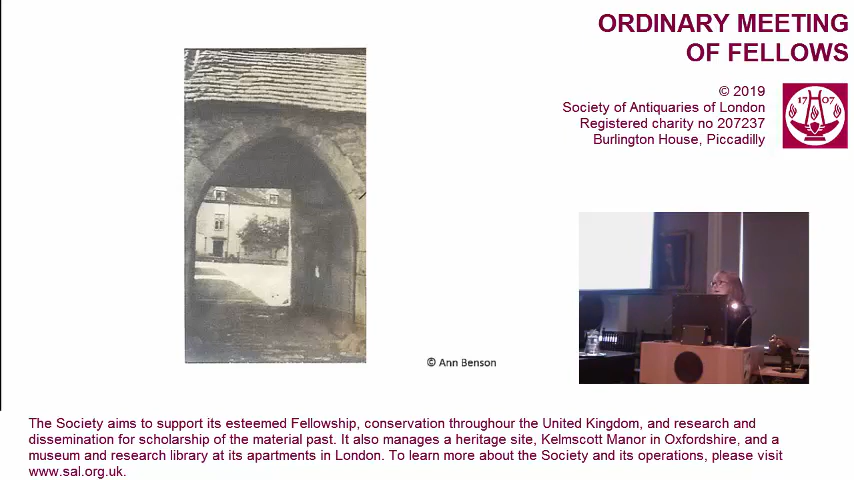 ORDINARY MEETING
OF FELLOWS
© 2019
Society of Antiquaries of London
Registered charity no 207237
Burlington House, Piccadilly
17 07
© Ann Benson
The Society aims to support its esteemed Fellowship, conservation throughour the United Kingdom, and research and
dissemination for scholarship of the material past. It also manages a heritage site, Kelmscott Manor in Oxfordshire, and a
museum and research library at its apartments in London. To learn more about the Society and its operations, please visit
www.sal.org.uk.